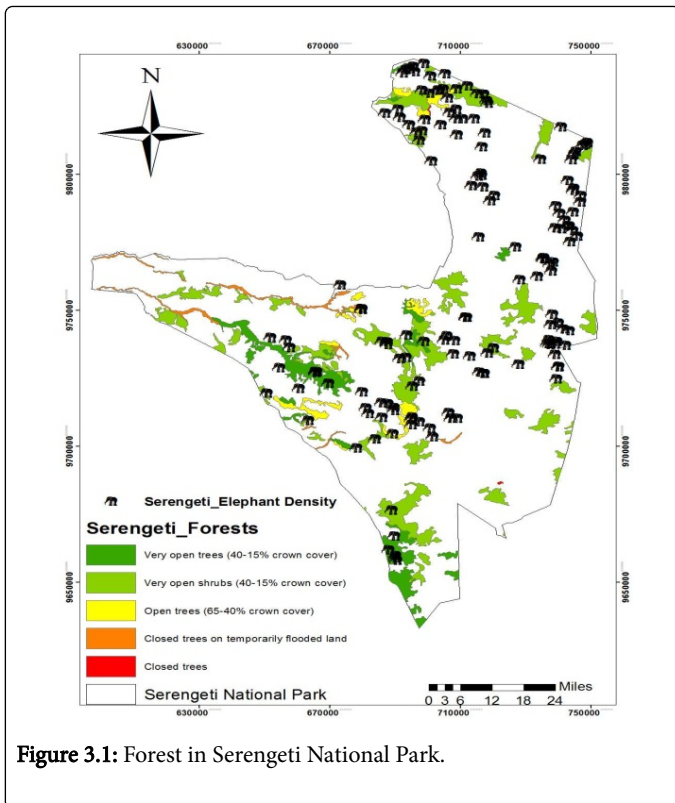 630000 670000 710000 750000
N
9800000 9800000
9750000 9750000
9700000 9700000
9650000 9650000
Serengeti_Elephant Density
Serengeti_Forests
Very open trees (40-15% crown cover)
Very open shrubs (40-15% crown cover)
Open trees (65-40% crown cover)
Closed trees on temporarily flooded land
Closed trees
Serengeti National Park
Miles
0 3 6 12 18 24
630000 670000 710000 750000
Figure 3.1: Forest in Serengeti National Park.